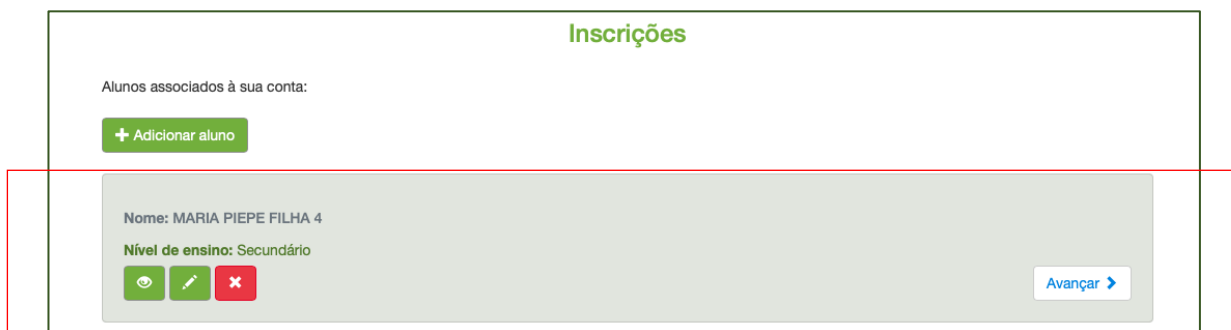 Inscrições
Alunos associados à sua conta:
Adicionar aluno
Nome: MARIA PIEPE FILHA 4
Nível de ensino: Secundário
Avançar